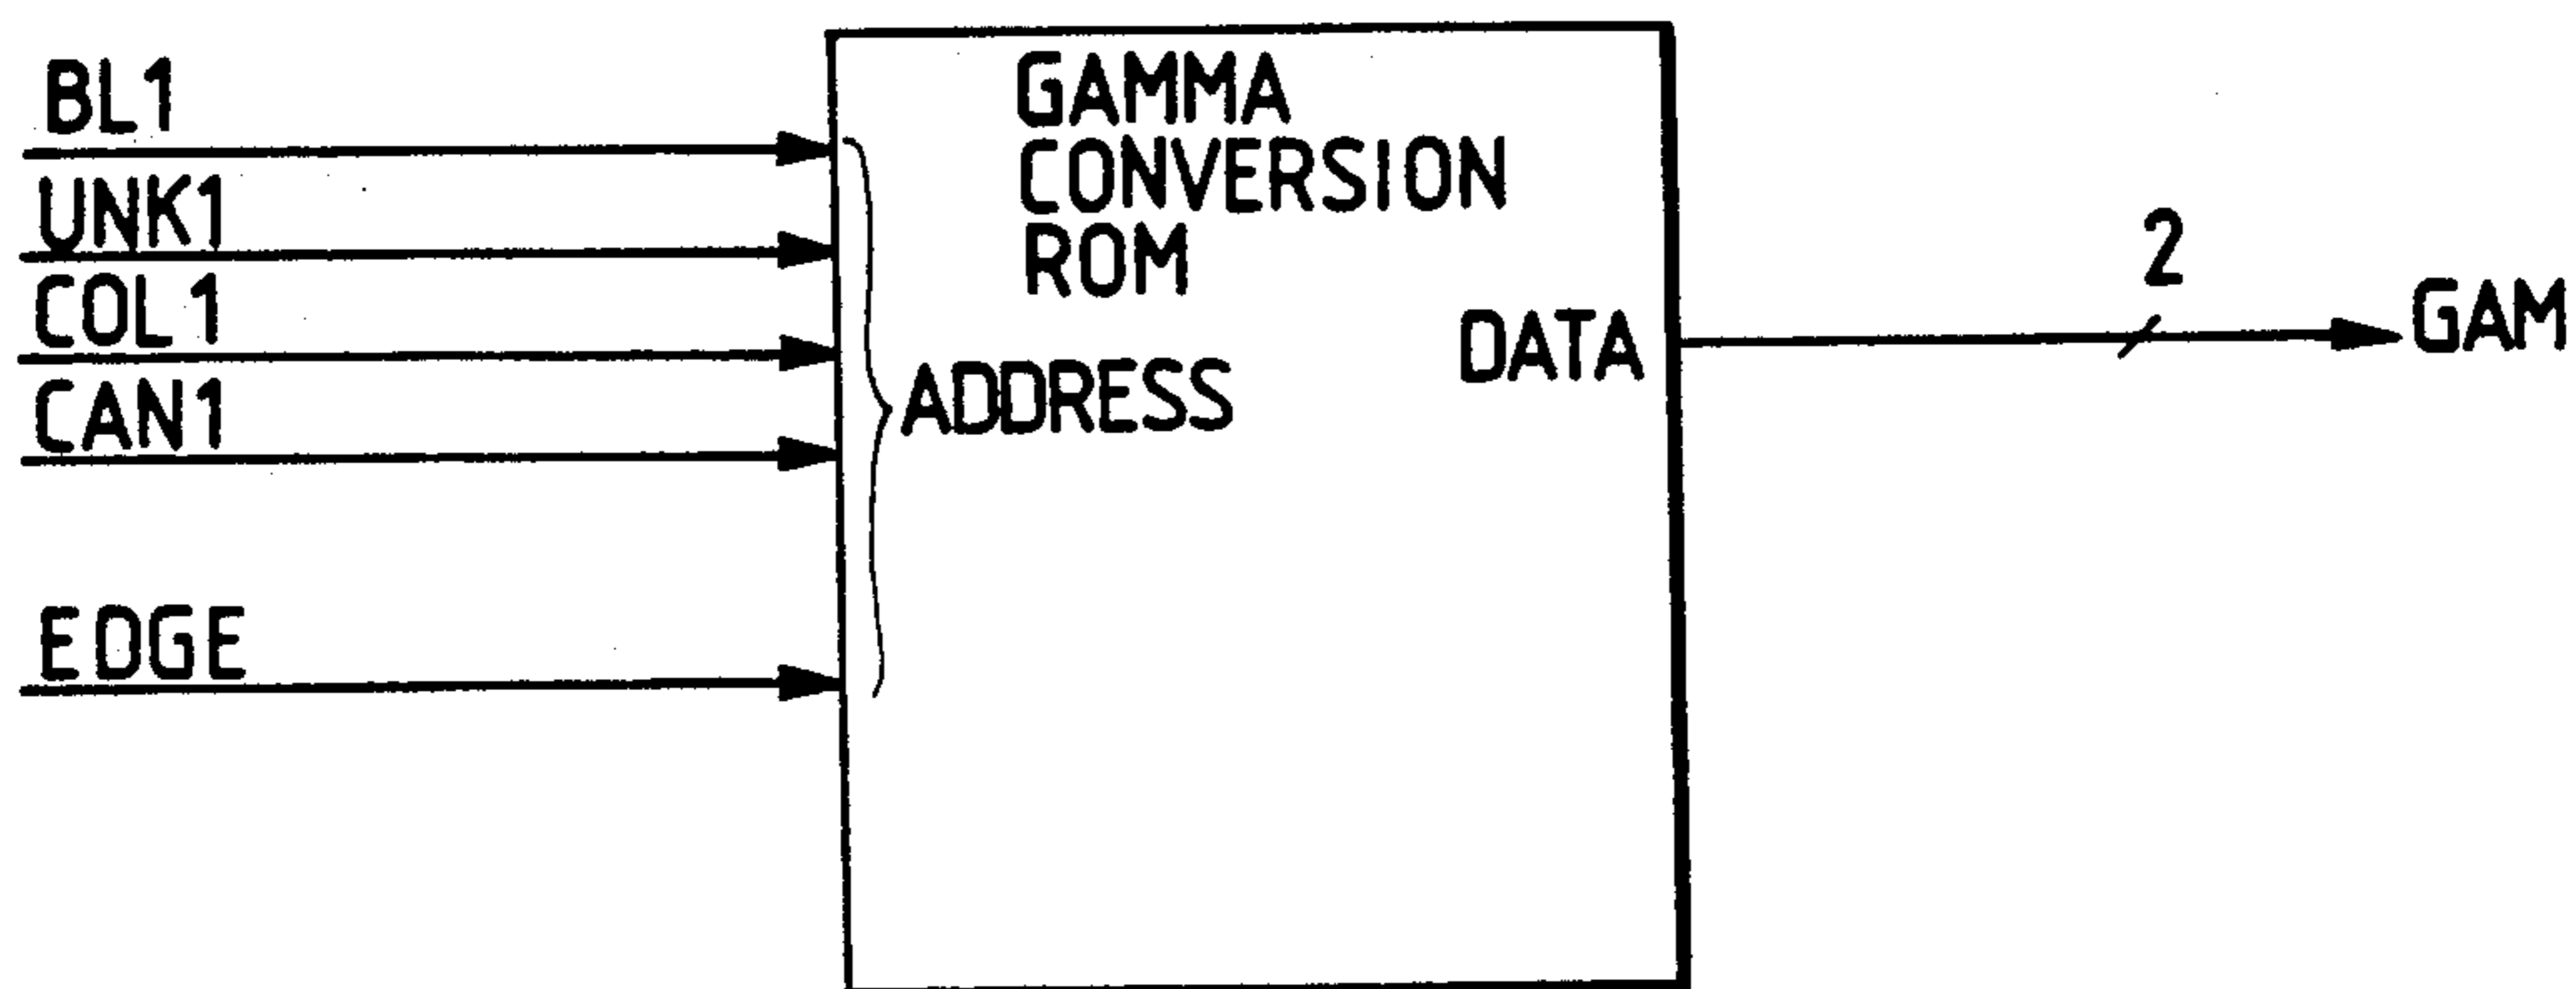 BL1
UNK1
COL1
CAN1
EDGE
GAMMA
CONVERSION
ROM
ADDRESS
DATA
2
GAM